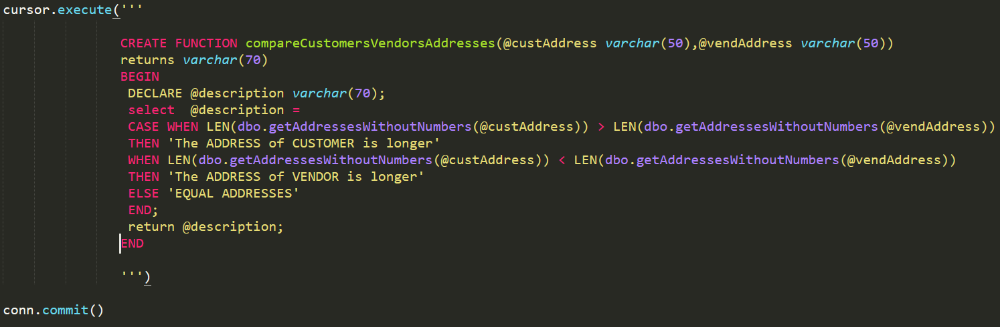 cursor.execute('''
CREATE FUNCTION compareCustomersVendorsAddresses(@custAddress varchar(50),@vendAddress varchar(50))
returns varchar(70)
BEGIN
DECLARE @description varchar(70);
select  @description =
CASE WHEN LEN(dbo.getAddressesWithoutNumbers(@custAddress)) > LEN(dbo.getAddressesWithoutNumbers(@vendAddress))
THEN 'The ADDRESS of CUSTOMER is longer'
WHEN LEN(dbo.getAddressesWithoutNumbers(@custAddress)) < LEN(dbo.getAddressesWithoutNumbers(@vendAddress))
THEN 'The ADDRESS of VENDOR is longer'
ELSE 'EQUAL ADDRESSES'
END;
return @description;
END
''')
conn.commit()